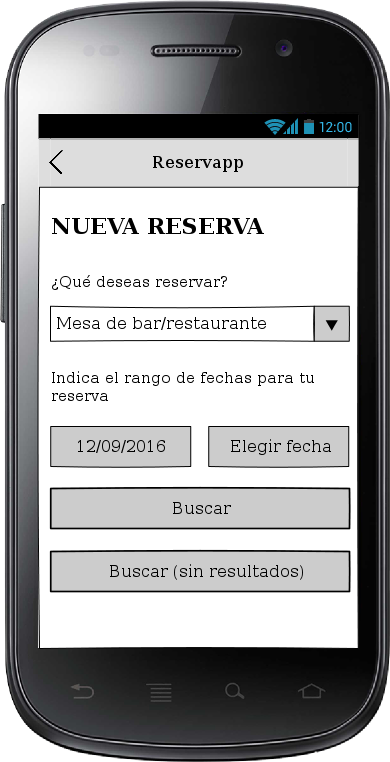 12:00
Reservapp
NUEVA RESERVA
¿Qué deseas reservar?
Mesa de bar/restaurante
Indica el rango de fechas para tu
reserva
12/09/2016
Elegir fecha
Buscar
Buscar (sin resultados)